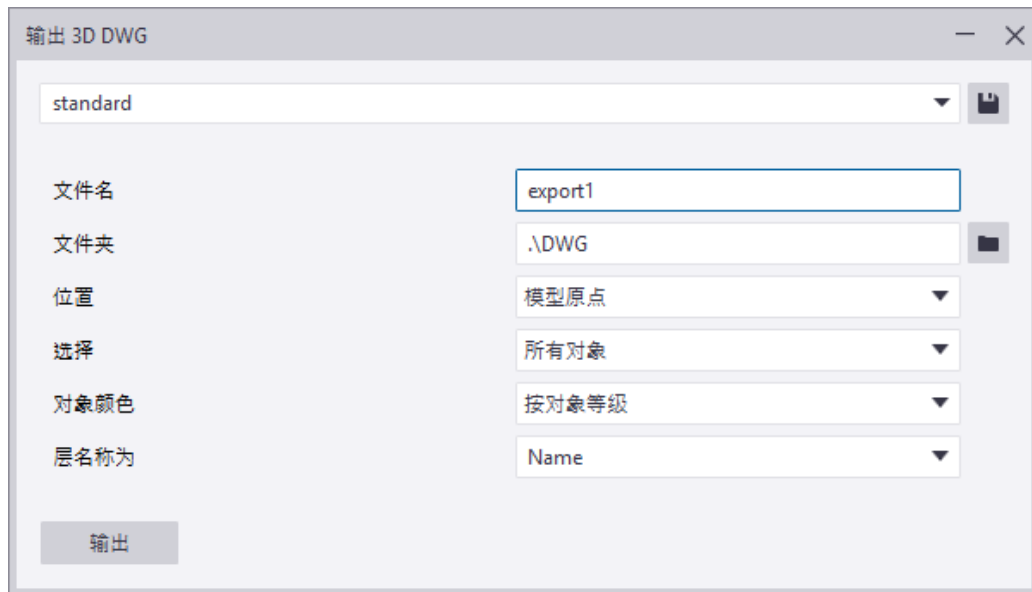 输出 3D DWG
standard
文件名 export1
文件夹 .\DWG
位置 模型原点
选择 所有对象
对象颜色 按对象等级
层名称为 Name
输出